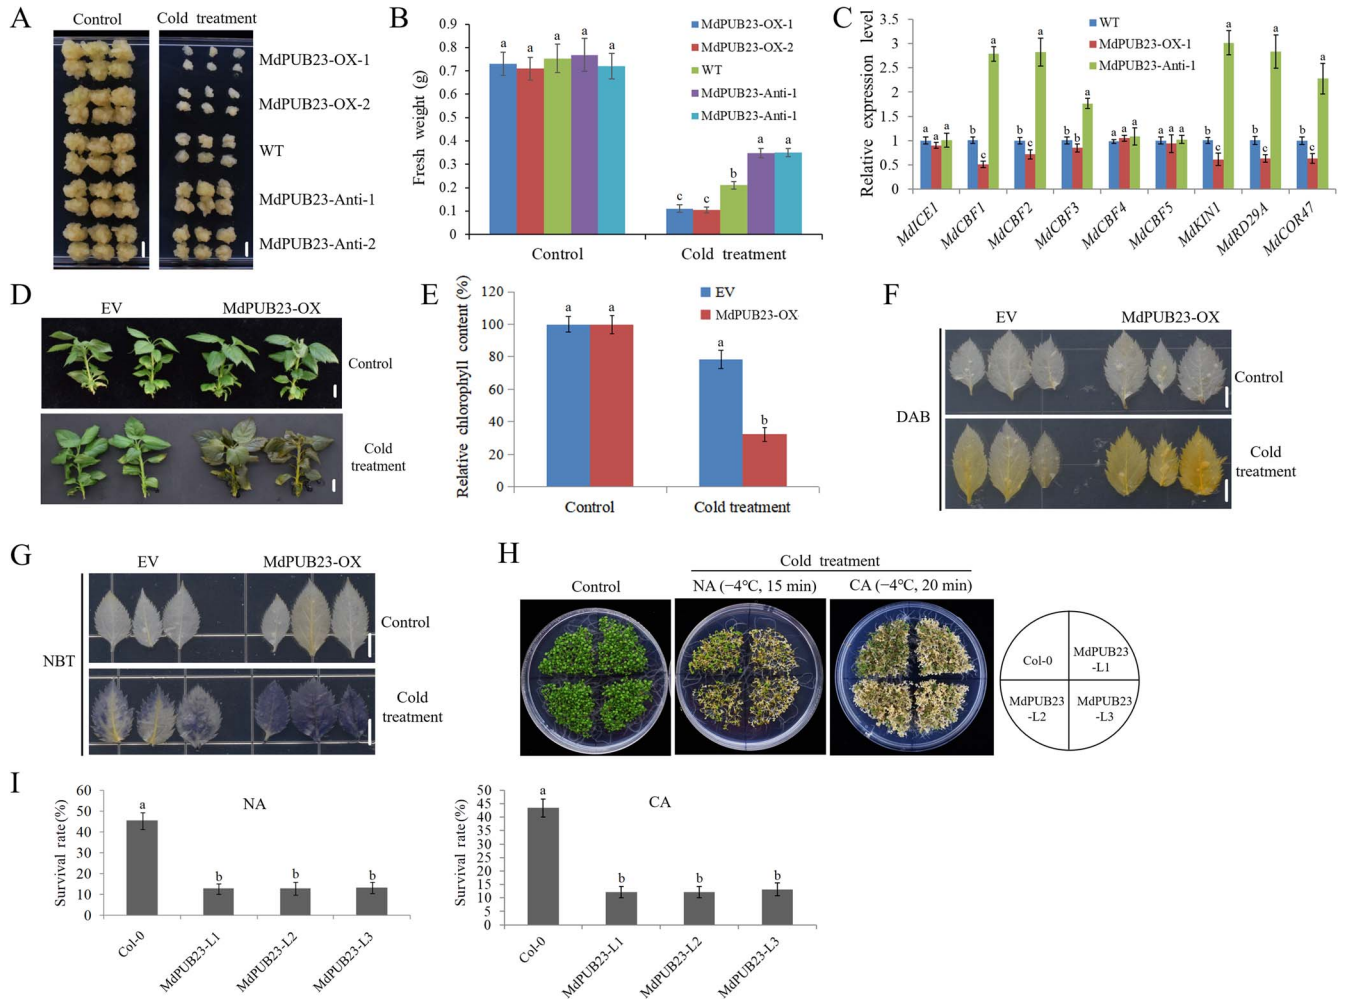 A
Control
Cold treatment
MdPUB23-OX-1
MdPUB23-OX-2
WT
MdPUB23-Anti-1
MdPUB23-Anti-2
B
Fresh weight (g)
0.9
0.8
0.7
0.6
0.5
0.4
0.3
0.2
0.1
0
a a a a a
c c b a a
Control
Cold treatment
MdPUB23-OX-1
MdPUB23-OX-2
WT
MdPUB23-Anti-1
MdPUB23-Anti-1
C
Relative expression level
3.5
3
2.5
2
1.5
1
0.5
0
WT
MdPUB23-OX-1
MdPUB23-Anti-1
a a a b c a b c a b c a a a a a a a b c a b c a b c a
MdICE1
MdCBF1
MdCBF2
MdCBF3
MdCBF4
MdCBF5
MdKIN1
MdRD29A
MdCOR47
D
EV
MdPUB23-OX
Control
Cold
treatment
E
Relative chlorophyll content (%)
120
100
80
60
40
20
0
a a
a b
EV
MdPUB23-OX
Control
Cold treatment
F
EV
MdPUB23-OX
DAB
Control
Cold
treatment
G
EV
MdPUB23-OX
NBT
Control
Cold
treatment
H
Cold treatment
Control
NA (−4℃, 15 min)
CA (−4℃, 20 min)
Col-0
MdPUB23
-L1
MdPUB23
-L2
MdPUB23
-L3
I
Survival rate (%)
60
50
40
30
20
10
0
NA
a b b b
Col-0
MdPUB23-L1
MdPUB23-L2
MdPUB23-L3
Survival rate (%)
50
45
40
35
30
25
20
15
10
5
0
CA
a b b b
Col-0
MdPUB23-L1
MdPUB23-L2
MdPUB23-L3